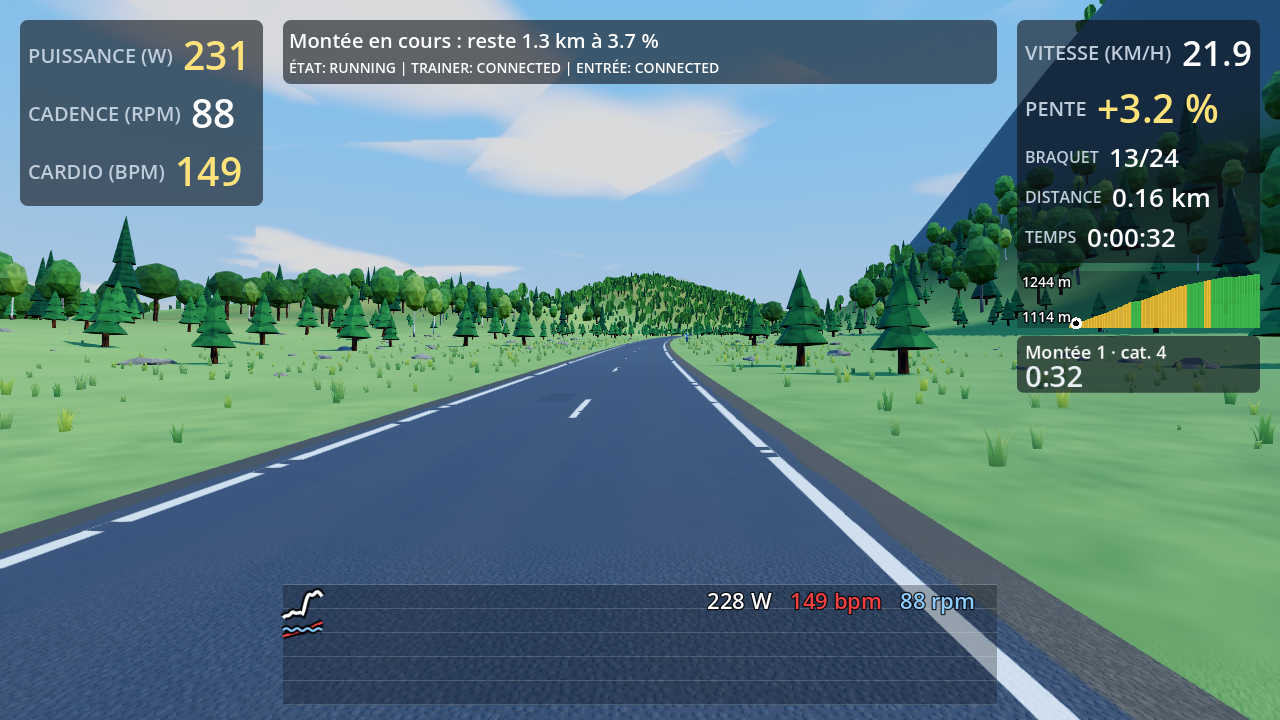 PUISSANCE (W) 231
CADENCE (RPM) 88
CARDIO (BPM) 149
Montée en cours : reste 1.3 km à 3.7 %
ÉTAT: RUNNING | TRAINER: CONNECTED | ENTRÉE: CONNECTED
VITESSE (KM/H) 21.9
PENTE +3.2 %
BRAQUET 13/24
DISTANCE 0.16 km
TEMPS 0:00:32
1244 m
1114 m
Montée 1 · cat. 4
0:32
228 W 149 bpm 88 rpm